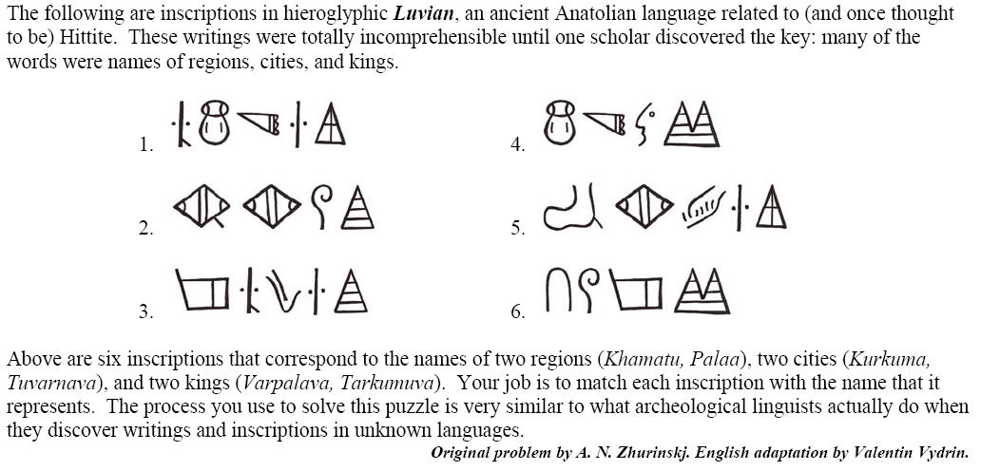 The following are inscriptions in hieroglyphic Luvian, an ancient Anatolian language related to (and once thought
to be) Hittite. These writings were totally incomprehensible until one scholar discovered the key: many of the
words were names of regions, cities, and kings.
1.
4.
2.
5.
3.
6.
Above are six inscriptions that correspond to the names of two regions (Khamatu, Palaa), two cities (Kurkuma,
Tuvarnava), and two kings (Varpalava, Tarkumuva). Your job is to match each inscription with the name that it
represents. The process you use to solve this puzzle is very similar to what archeological linguists actually do when
they discover writings and inscriptions in unknown languages.
Original problem by A. N. Zhurinskj. English adaptation by Valentin Vydrin.